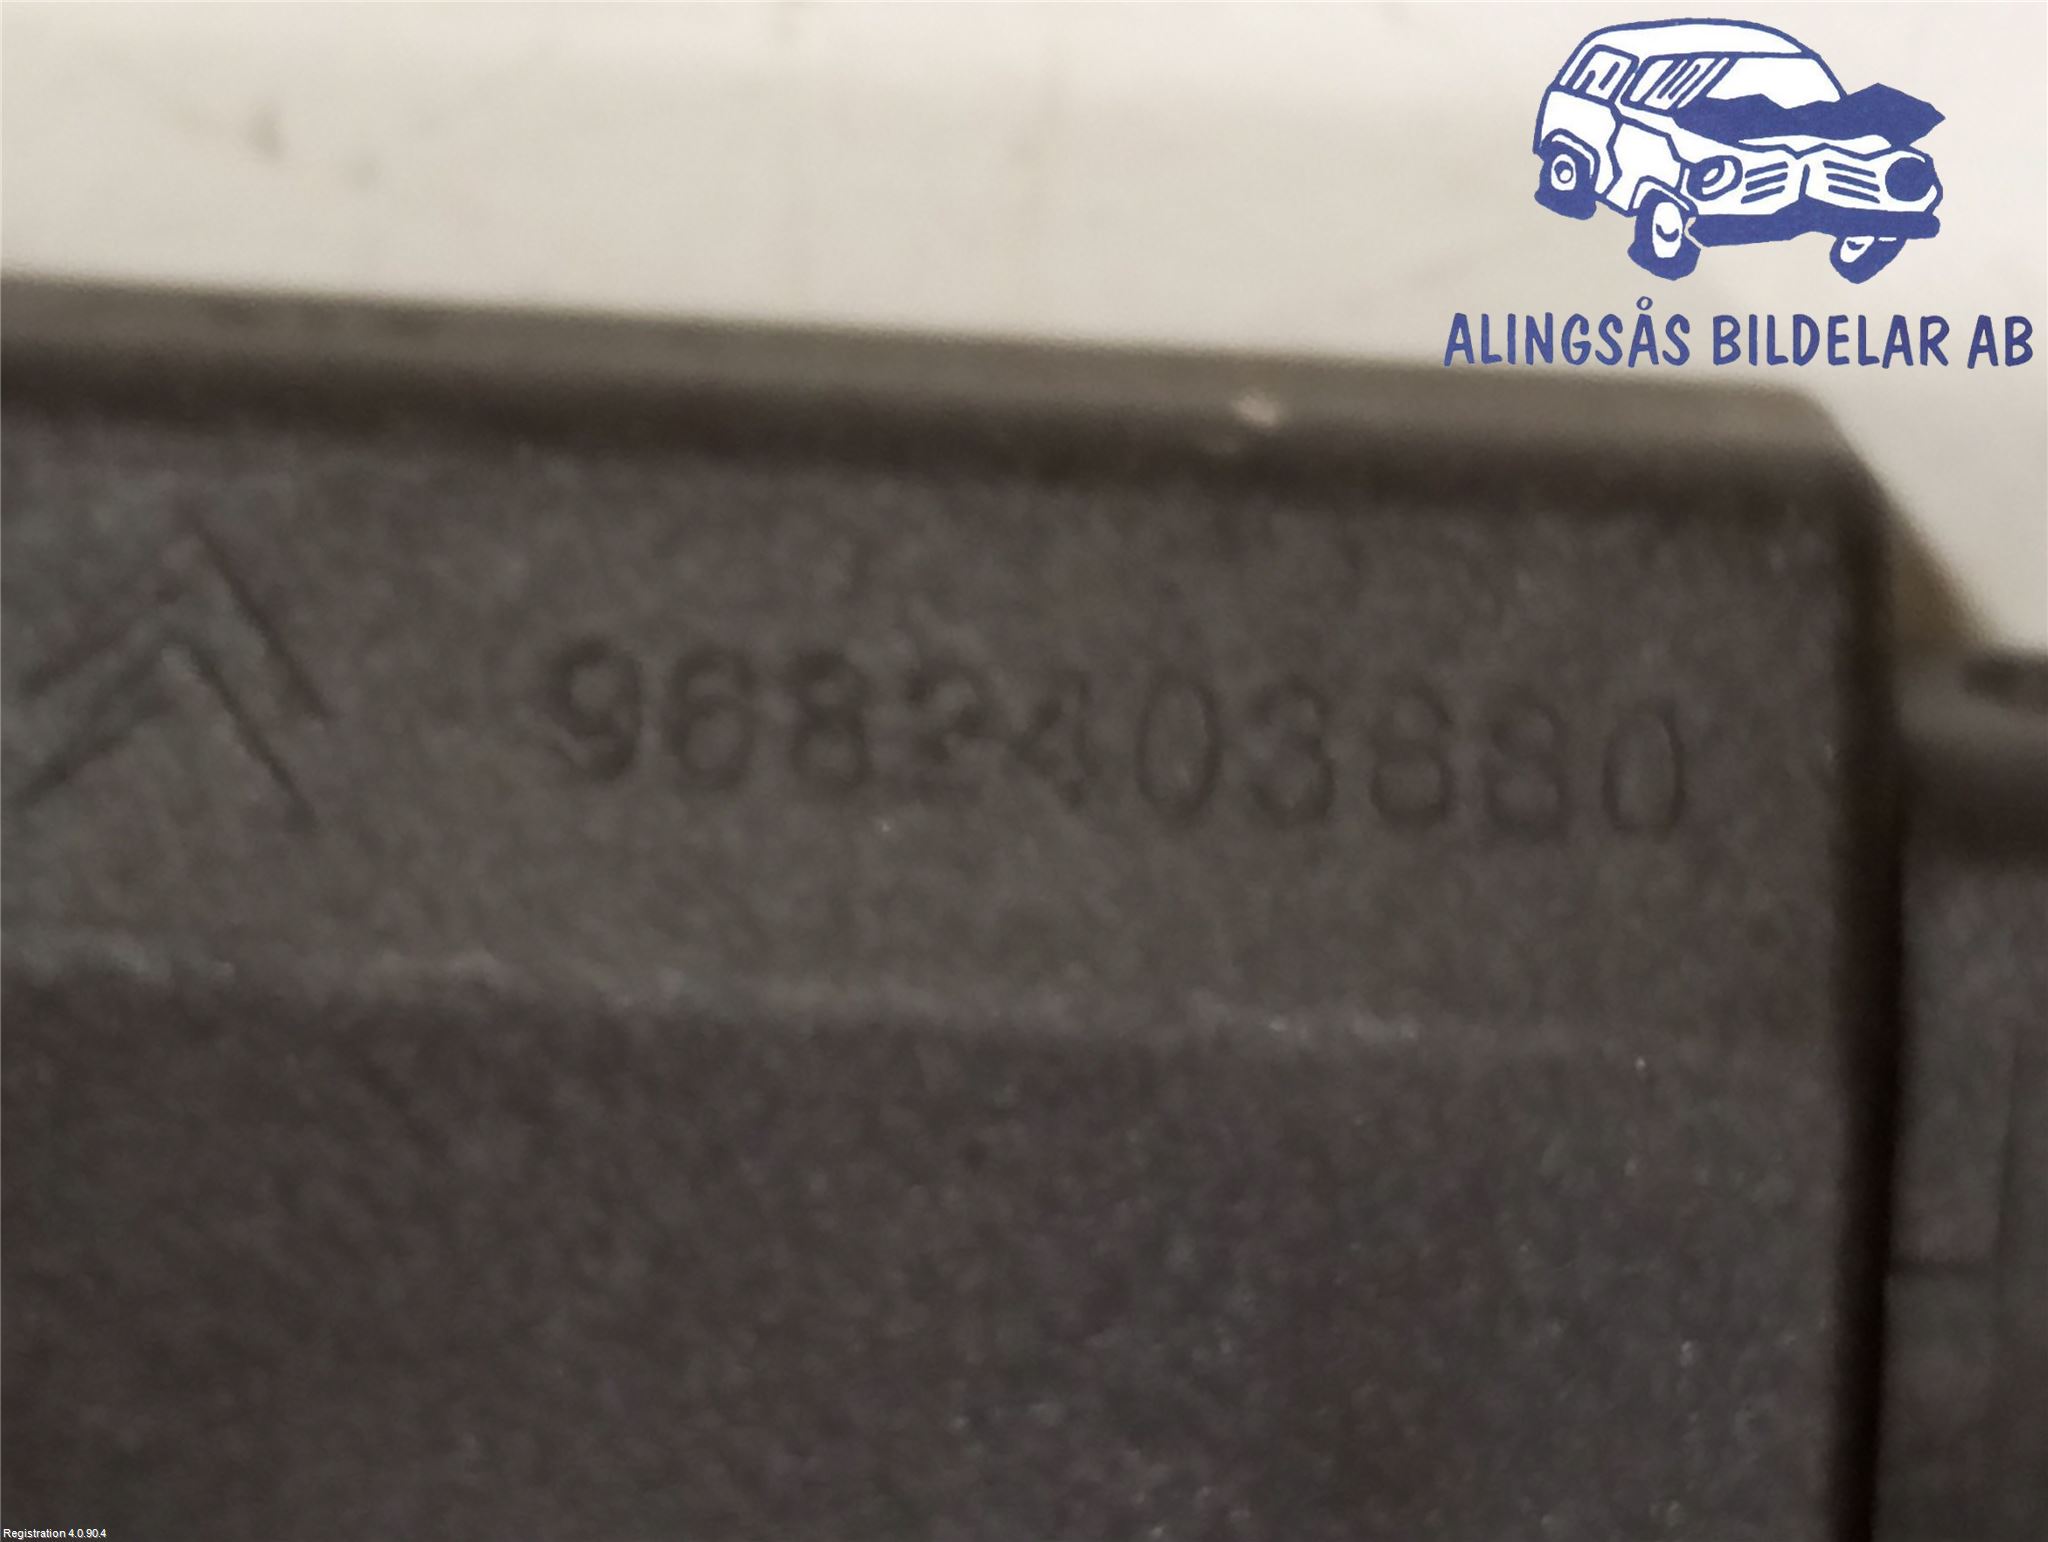 ALINGSÅS BILDELAR AB
9682403880
Registration 4.0.90.4